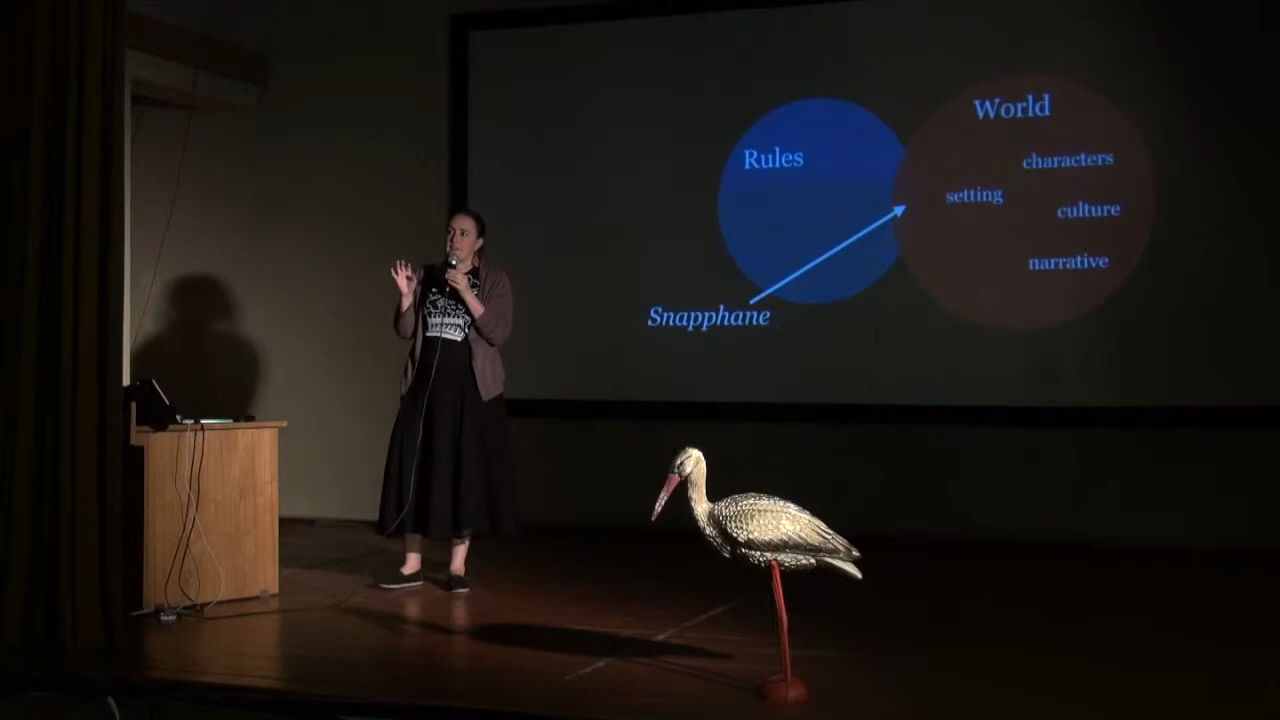 World
Rules
characters
setting
culture
narrative
Snapphane